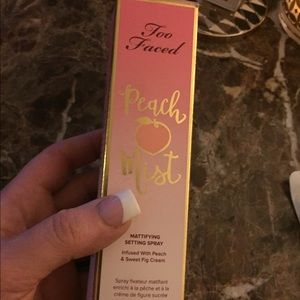 Too
Faced
Peach
Mist
MATTIFYING
SETTING SPRAY
Infused With Peach
& Sweet Fig Cream
Spray fixateur matifiant
enrichi à la pêche et à la
crème de figue sucrée